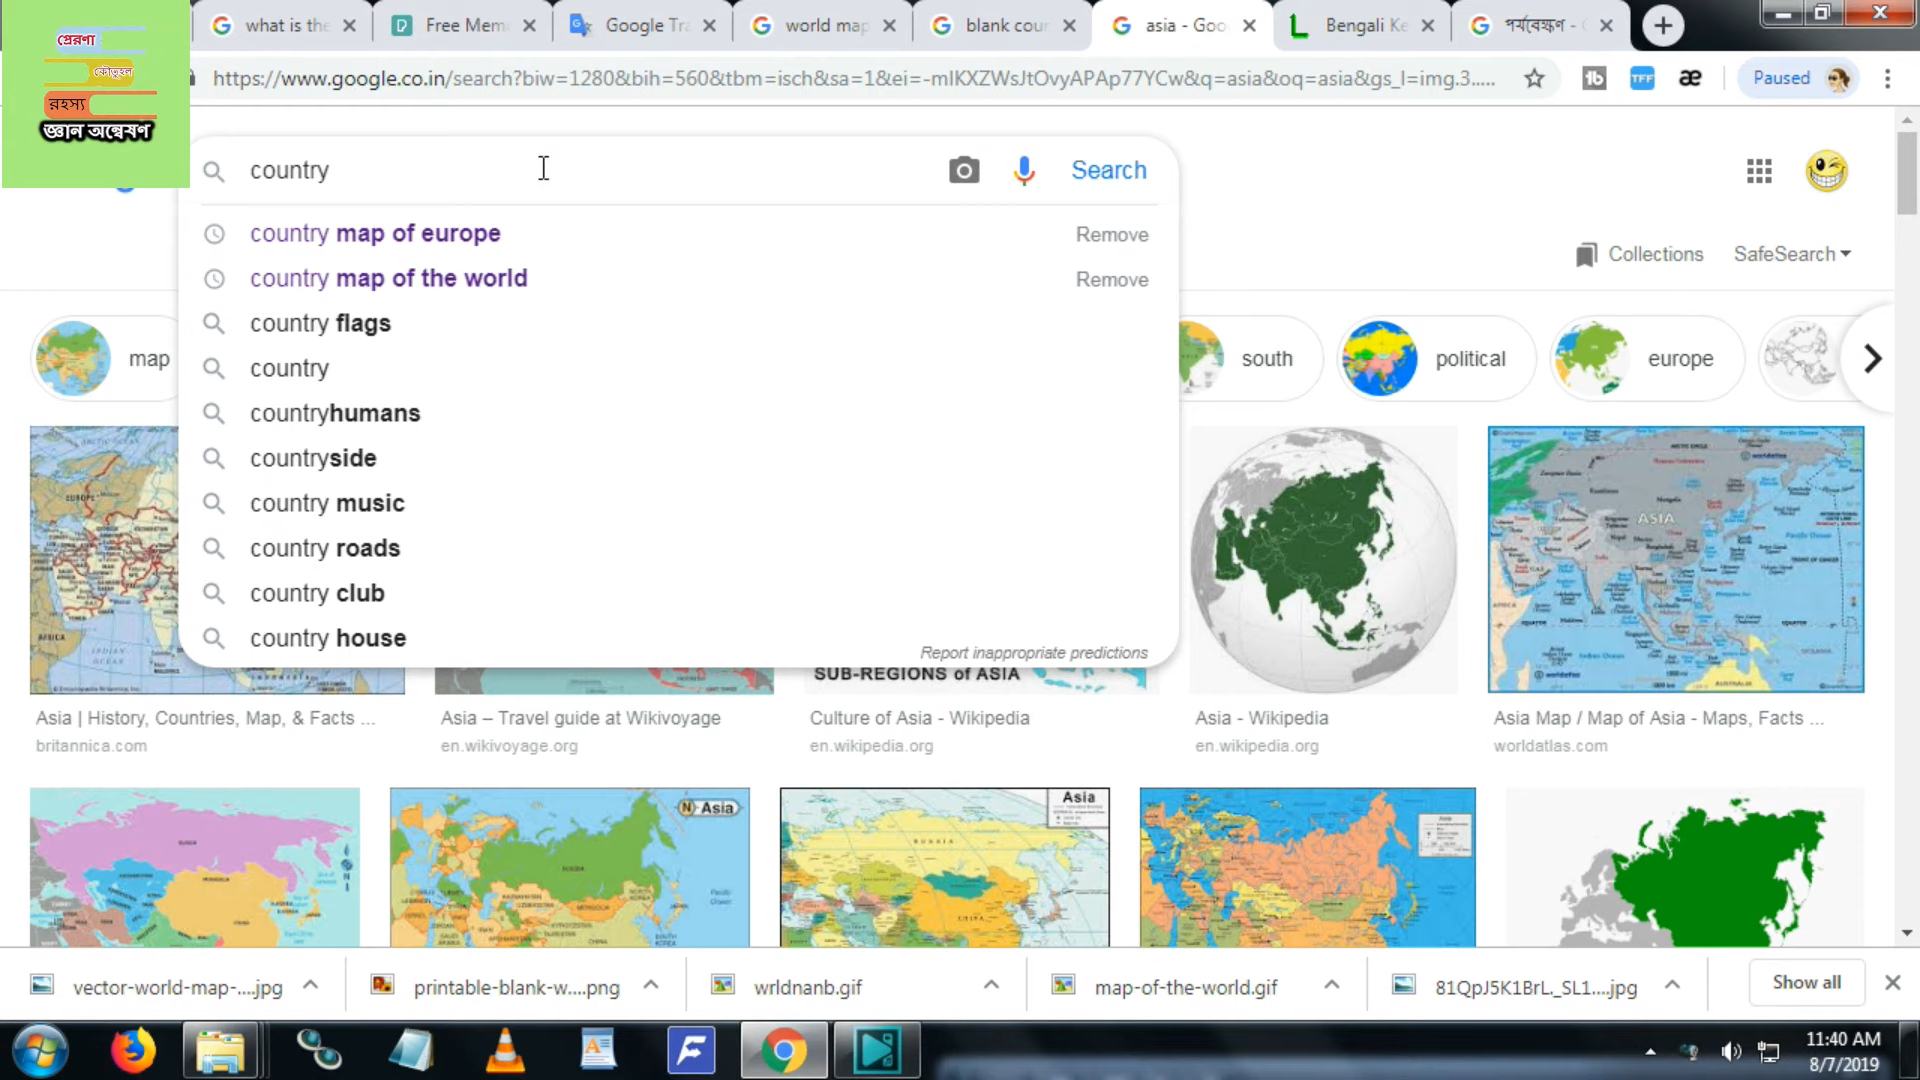 প্রেরণা
কৌতুহল
রহস্য
জ্ঞান অন্বেষণ
what is the
Free Mem
Google Tra
world map
blank cour
asia - Goo
Bengali Ke
পর্যবেক্ষণ - G
https://www.google.co.in/search?biw=1280&bih=560&tbm=isch&sa=1&ei=-mIKXZWsJtOvyAPAp77YCw&q=asia&oq=asia&gs_l=img.3.....
Paused
country
Search
country map of europe
Remove
country map of the world
Remove
country flags
country
countryhumans
countryside
country music
country roads
country club
country house
Report inappropriate predictions
Collections
SafeSearch
map
south
political
europe
ASIA
SUB-REGIONS of ASIA
Asia | History, Countries, Map, & Facts ...
britannica.com
Asia – Travel guide at Wikivoyage
en.wikivoyage.org
Culture of Asia - Wikipedia
en.wikipedia.org
Asia - Wikipedia
en.wikipedia.org
Asia Map / Map of Asia - Maps, Facts ...
worldatlas.com
N Asia
Asia
RUSSIA
CHINA
vector-world-map-....jpg
printable-blank-w....png
wrldnanb.gif
map-of-the-world.gif
81QpJ5K1BrL._SL1....jpg
Show all
11:40 AM
8/7/2019